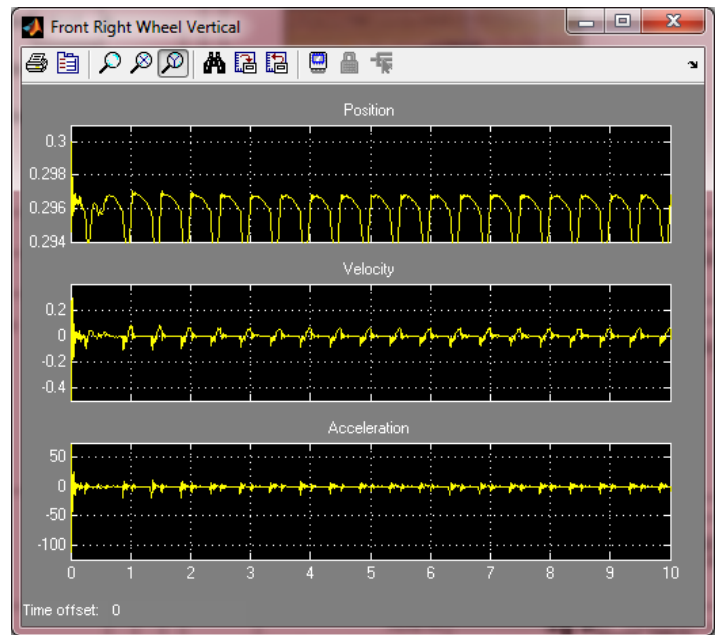 Front Right Wheel Vertical
Position
0.3
0.298
0.296
0.294
Velocity
0.2
0
-0.2
-0.4
Acceleration
50
0
-50
-100
0 1 2 3 4 5 6 7 8 9 10
Time offset: 0